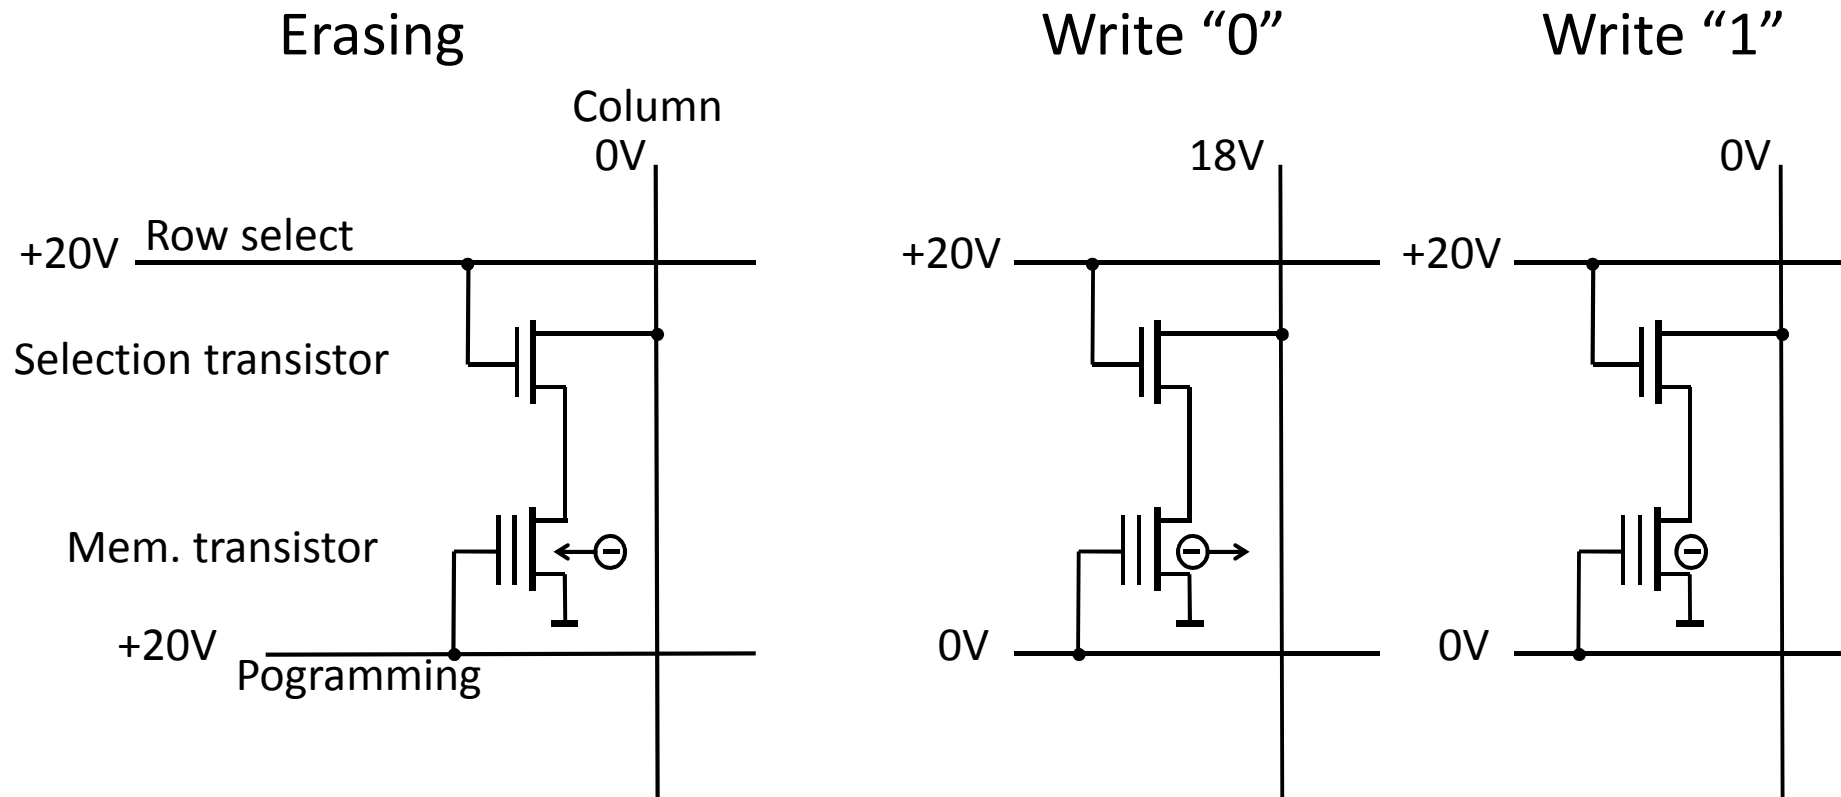 Erasing
Write “0”
Write “1”
Column
0V
18V
0V
+20V
Row select
+20V
+20V
Selection transistor
Mem. transistor
+20V
Pogramming
0V
0V